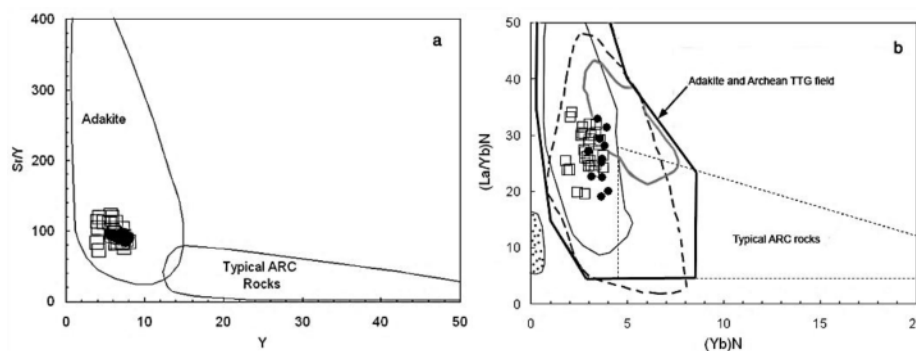 400
300
200
100
0
Sr/Y
a
Adakite
Typical ARC
Rocks
0
10
20
30
40
50
Y
50
40
30
20
10
0
(La/Yb)N
b
Adakite and Archean TTG field
Typical ARC rocks
0
5
10
15
2
(Yb)N